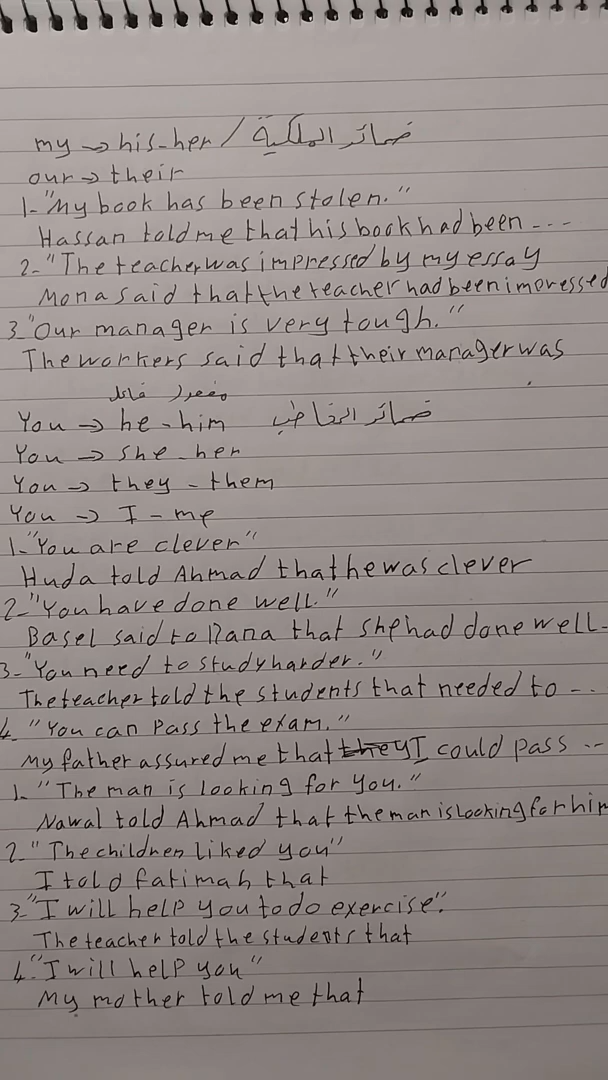 my → his-her / ضمائر الملكية
our → their
1-"My book has been stolen."
Hassan told me that his book had been ---
2-"The teacher was impressed by my essay
Mona said that the teacher had been imoressed
3"Our manager is very tough."
The workers said that their manager was
مفعول فاعل
You → he - him ضمائر المخاطب
You → she - her
You → they - them
You → I - me
1-"You are clever"
Huda told Ahmad that he was clever
2-"You have done well."
Basel said to Rana that she had done well-
3-"You need to study harder."
The teacher told the students that needed to --
4-"You can pass the exam."
My father assured me that they I could pass --
1-"The man is looking for you."
Nawal told Ahmad that the man is looking for him
2-"The children liked you"
I told fatimah that
3-"I will help you to do exercise".
The teacher told the students that
4-"I will help you"
My mother told me that